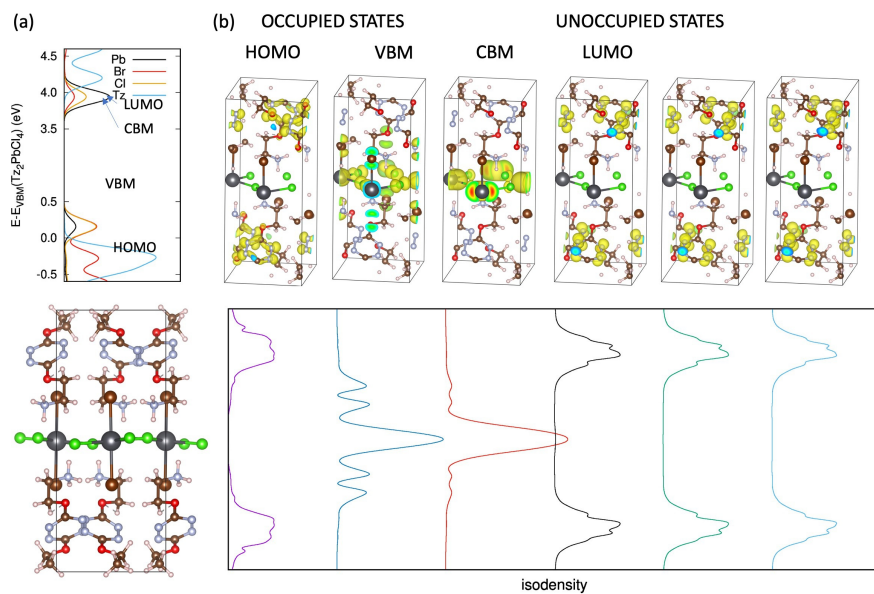 (a)
(b)
OCCUPIED STATES
UNOCCUPIED STATES
HOMO
VBM
CBM
LUMO
4.5
4.0
3.5
0.5
0.0
-0.5
E-E_VBM(Tz₂PbCl₄) (eV)
Pb
Br
Cl
Tz
LUMO
CBM
VBM
HOMO
isodensity